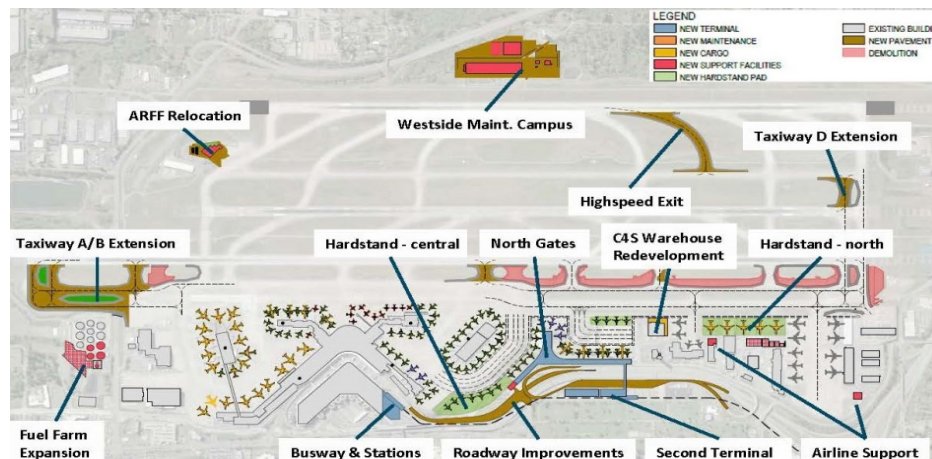 LEGEND
NEW TERMINAL
NEW MAINTENANCE
NEW CARGO
NEW SUPPORT FACILITIES
NEW HARDSTAND PAD
EXISTING BUILDI
NEW PAVEMENT
DEMOLITION
ARFF Relocation
Westside Maint. Campus
Taxiway D Extension
Highspeed Exit
Taxiway A/B Extension
Hardstand - central
North Gates
C4S Warehouse
Redevelopment
Hardstand - north
Fuel Farm
Expansion
Busway & Stations
Roadway Improvements
Second Terminal
Airline Support